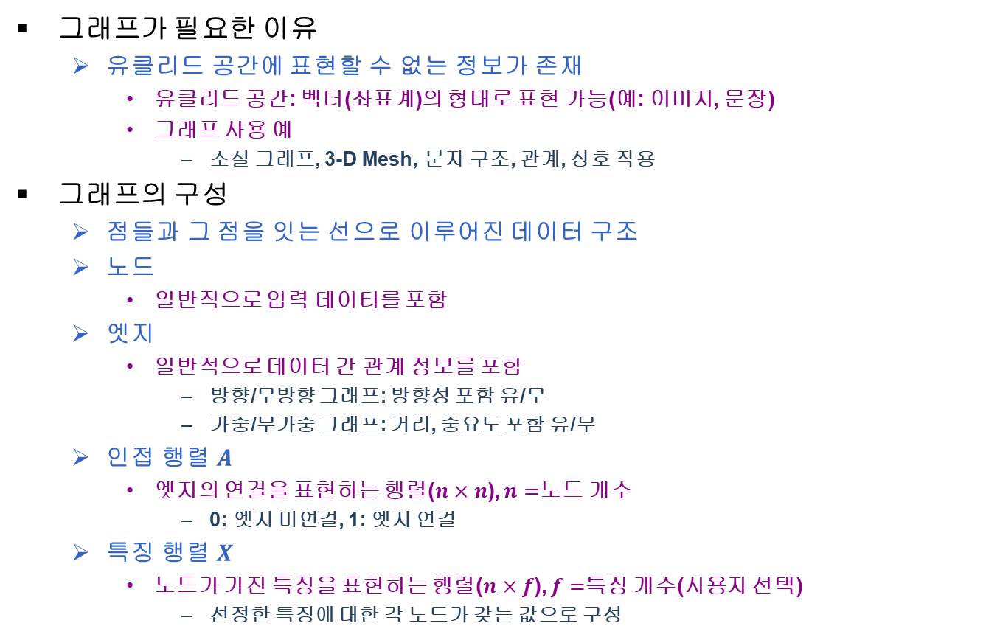 ▪ 그래프가 필요한 이유
➢ 유클리드 공간에 표현할 수 없는 정보가 존재
• 유클리드 공간: 벡터(좌표계)의 형태로 표현 가능(예: 이미지, 문장)
• 그래프 사용 예
– 소셜 그래프, 3-D Mesh, 분자 구조, 관계, 상호 작용
▪ 그래프의 구성
➢ 점들과 그 점을 잇는 선으로 이루어진 데이터 구조
➢ 노드
• 일반적으로 입력 데이터를 포함
➢ 엣지
• 일반적으로 데이터 간 관계 정보를 포함
– 방향/무방향 그래프: 방향성 포함 유/무
– 가중/무가중 그래프: 거리, 중요도 포함 유/무
➢ 인접 행렬 A
• 엣지의 연결을 표현하는 행렬(n × n), n =노드 개수
– 0: 엣지 미연결, 1: 엣지 연결
➢ 특징 행렬 X
• 노드가 가진 특징을 표현하는 행렬(n × f), f =특징 개수(사용자 선택)
– 선정한 특징에 대한 각 노드가 갖는 값으로 구성